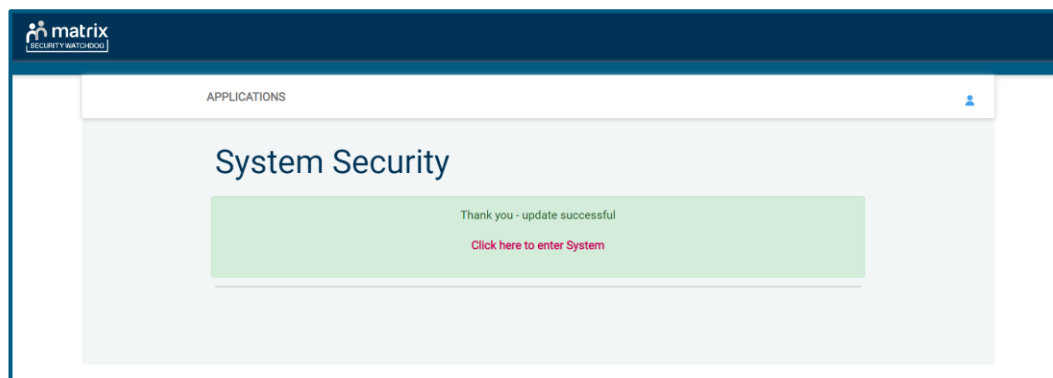 matrix
SECURITY WATCHDOG
APPLICATIONS
System Security
Thank you - update successful
Click here to enter System